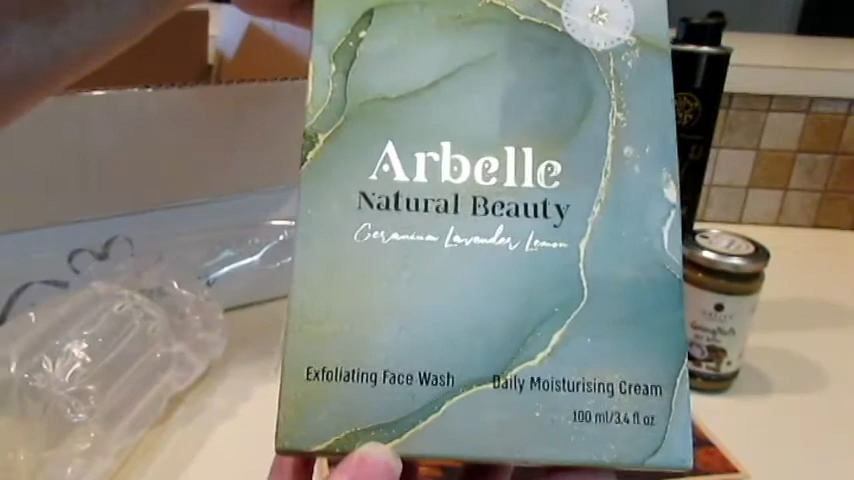 Arbelle
Natural Beauty
Geranium Lavender Lemon
Exfoliating Face Wash
Daily Moisturising Cream
100 ml/3.4 fl oz